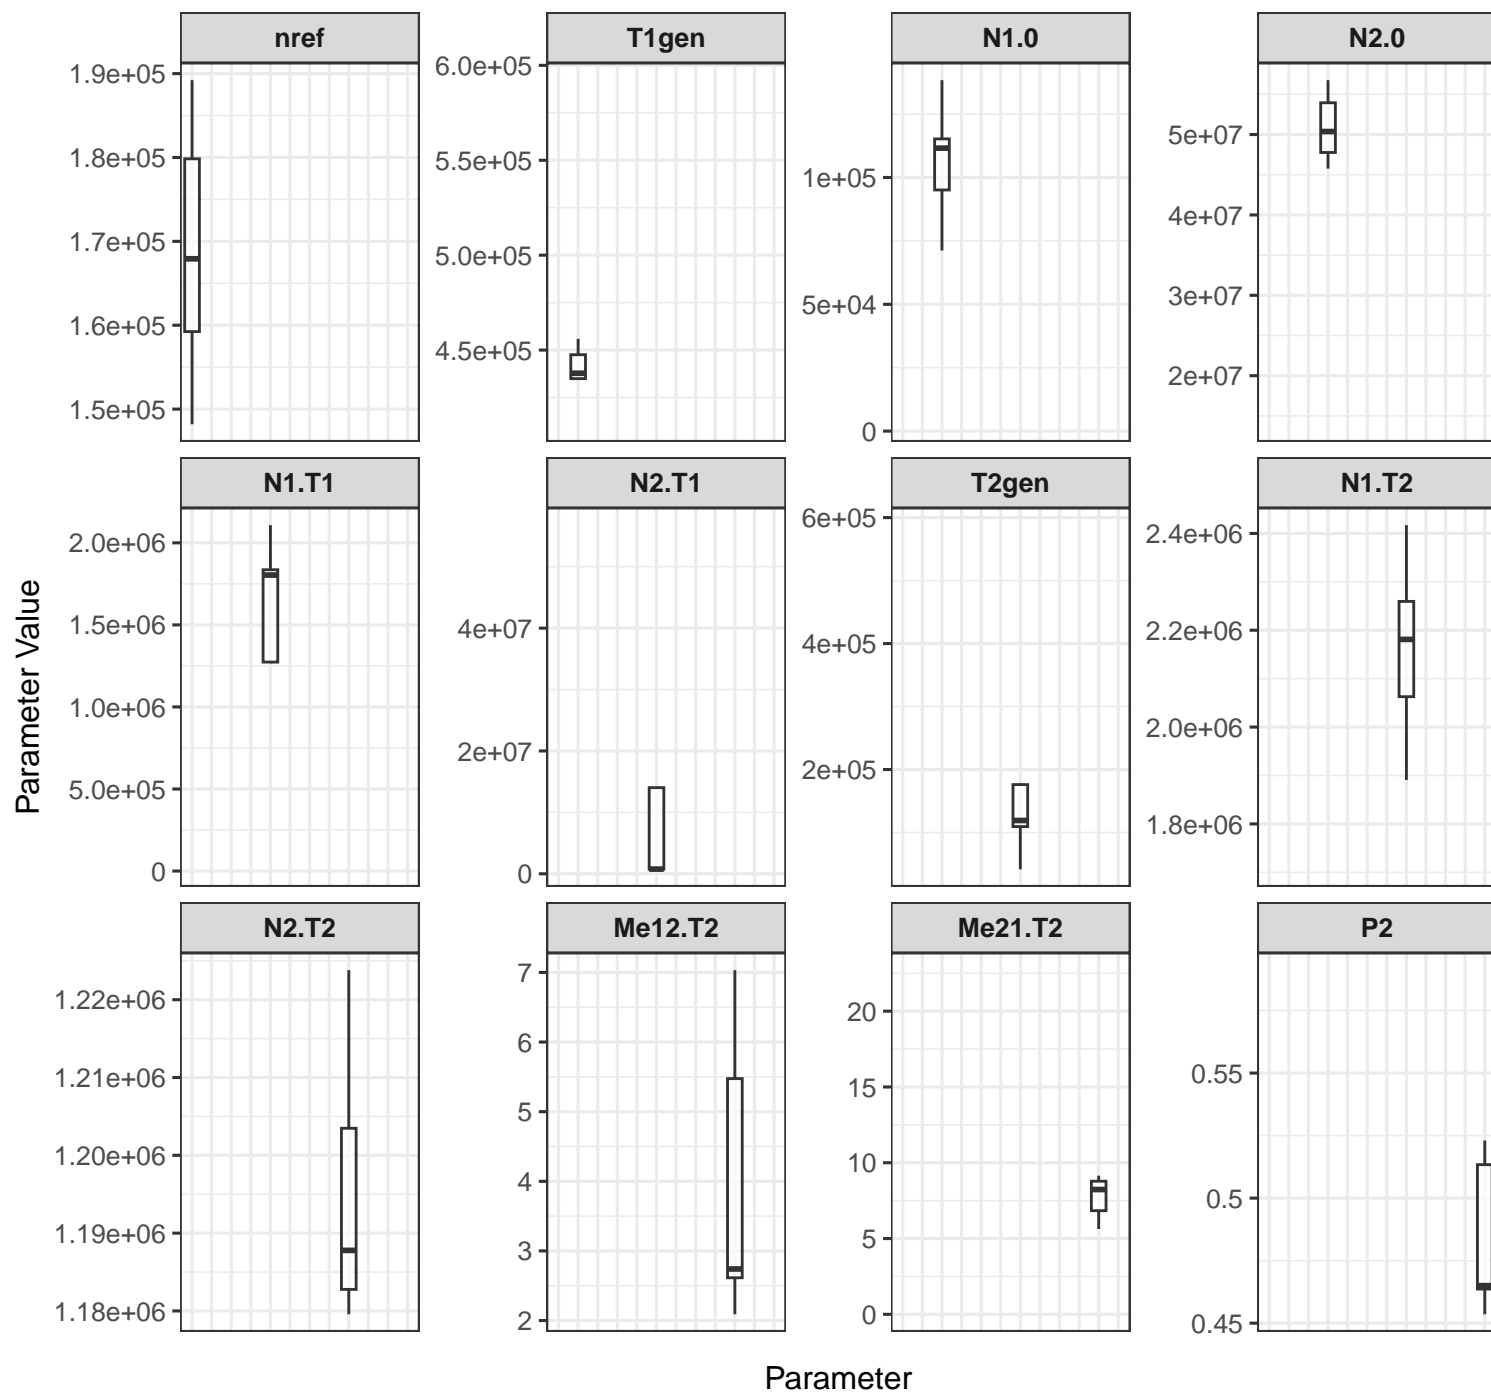 nref
T1gen
N1.0
N2.0
1.9e+05
1.8e+05
1.7e+05
1.6e+05
1.5e+05
6.0e+05
5.5e+05
5.0e+05
4.5e+05
1e+05
5e+04
0
5e+07
4e+07
3e+07
2e+07
N1.T1
N2.T1
T2gen
N1.T2
2.0e+06
1.5e+06
1.0e+06
5.0e+05
0
4e+07
2e+07
0
6e+05
4e+05
2e+05
2.4e+06
2.2e+06
2.0e+06
1.8e+06
N2.T2
Me12.T2
Me21.T2
P2
1.22e+06
1.21e+06
1.20e+06
1.19e+06
1.18e+06
7
6
5
4
3
2
20
15
10
5
0
0.55
0.5
0.45
Parameter Value
Parameter